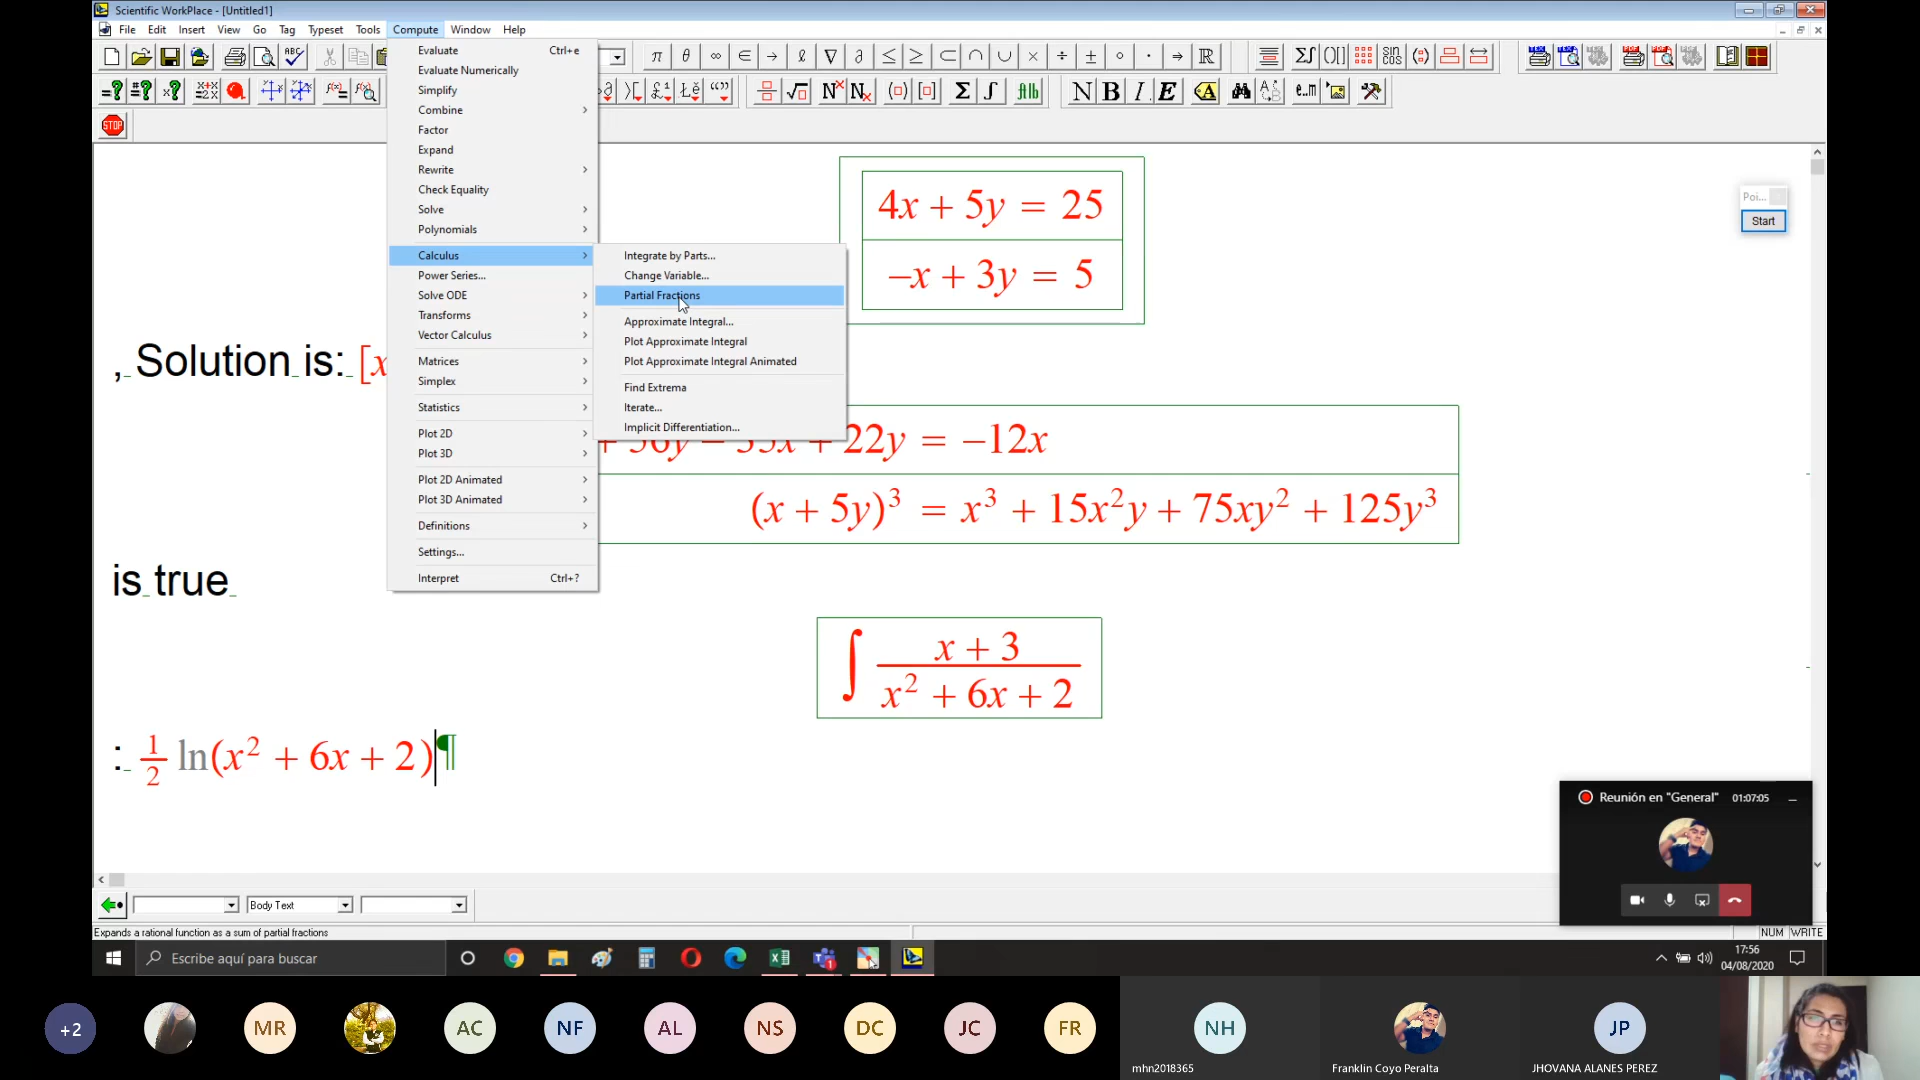 Scientific WorkPlace - [Untitled1]
File Edit Insert View Go Tag Typeset Tools Compute Window Help
π θ ∞ ∈ → ℓ ∇ ∂ ≤ ≥ ⊂ ∩ ∪ × ÷ ± ∘ · → ℝ
STOP
Evaluate Ctrl+e
Evaluate Numerically
Simplify
Combine
Factor
Expand
Rewrite
Check Equality
Solve
Polynomials
Calculus
Power Series...
Solve ODE
Transforms
Vector Calculus
Matrices
Simplex
Statistics
Plot 2D
Plot 3D
Plot 2D Animated
Plot 3D Animated
Definitions
Settings...
Interpret Ctrl+?
Integrate by Parts...
Change Variable...
Partial Fractions
Approximate Integral...
Plot Approximate Integral
Plot Approximate Integral Animated
Find Extrema
Iterate...
Implicit Differentiation...
4x + 5y = 25
−x + 3y = 5
Poi...
Start
, Solution is: [x
22y = −12x
(x + 5y)³ = x³ + 15x²y + 75xy² + 125y³
is true
∫ (x + 3)/(x² + 6x + 2)
: 1/2 ln(x² + 6x + 2)¶
Reunión en "General" 01:07:05
Body Text
Expands a rational function as a sum of partial fractions
NUM WRITE
Escribe aquí para buscar
17:56
04/08/2020
+2 MR AC NF AL NS DC JC FR NH JP
mhn2018365 Franklin Coyo Peralta JHOVANA ALANES PEREZ